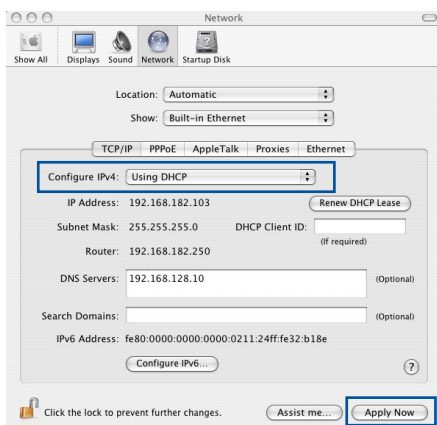 Network
Show All Displays Sound Network Startup Disk
Location: Automatic
Show: Built-in Ethernet
TCP/IP PPPoE AppleTalk Proxies Ethernet
Configure IPv4: Using DHCP
IP Address: 192.168.182.103 Renew DHCP Lease
Subnet Mask: 255.255.255.0 DHCP Client ID:
(If required)
Router: 192.168.182.250
DNS Servers: 192.168.128.10 (Optional)
Search Domains: (Optional)
IPv6 Address: fe80:0000:0000:0000:0211:24ff:fe32:b18e
Configure IPv6... ?
Click the lock to prevent further changes. Assist me... Apply Now